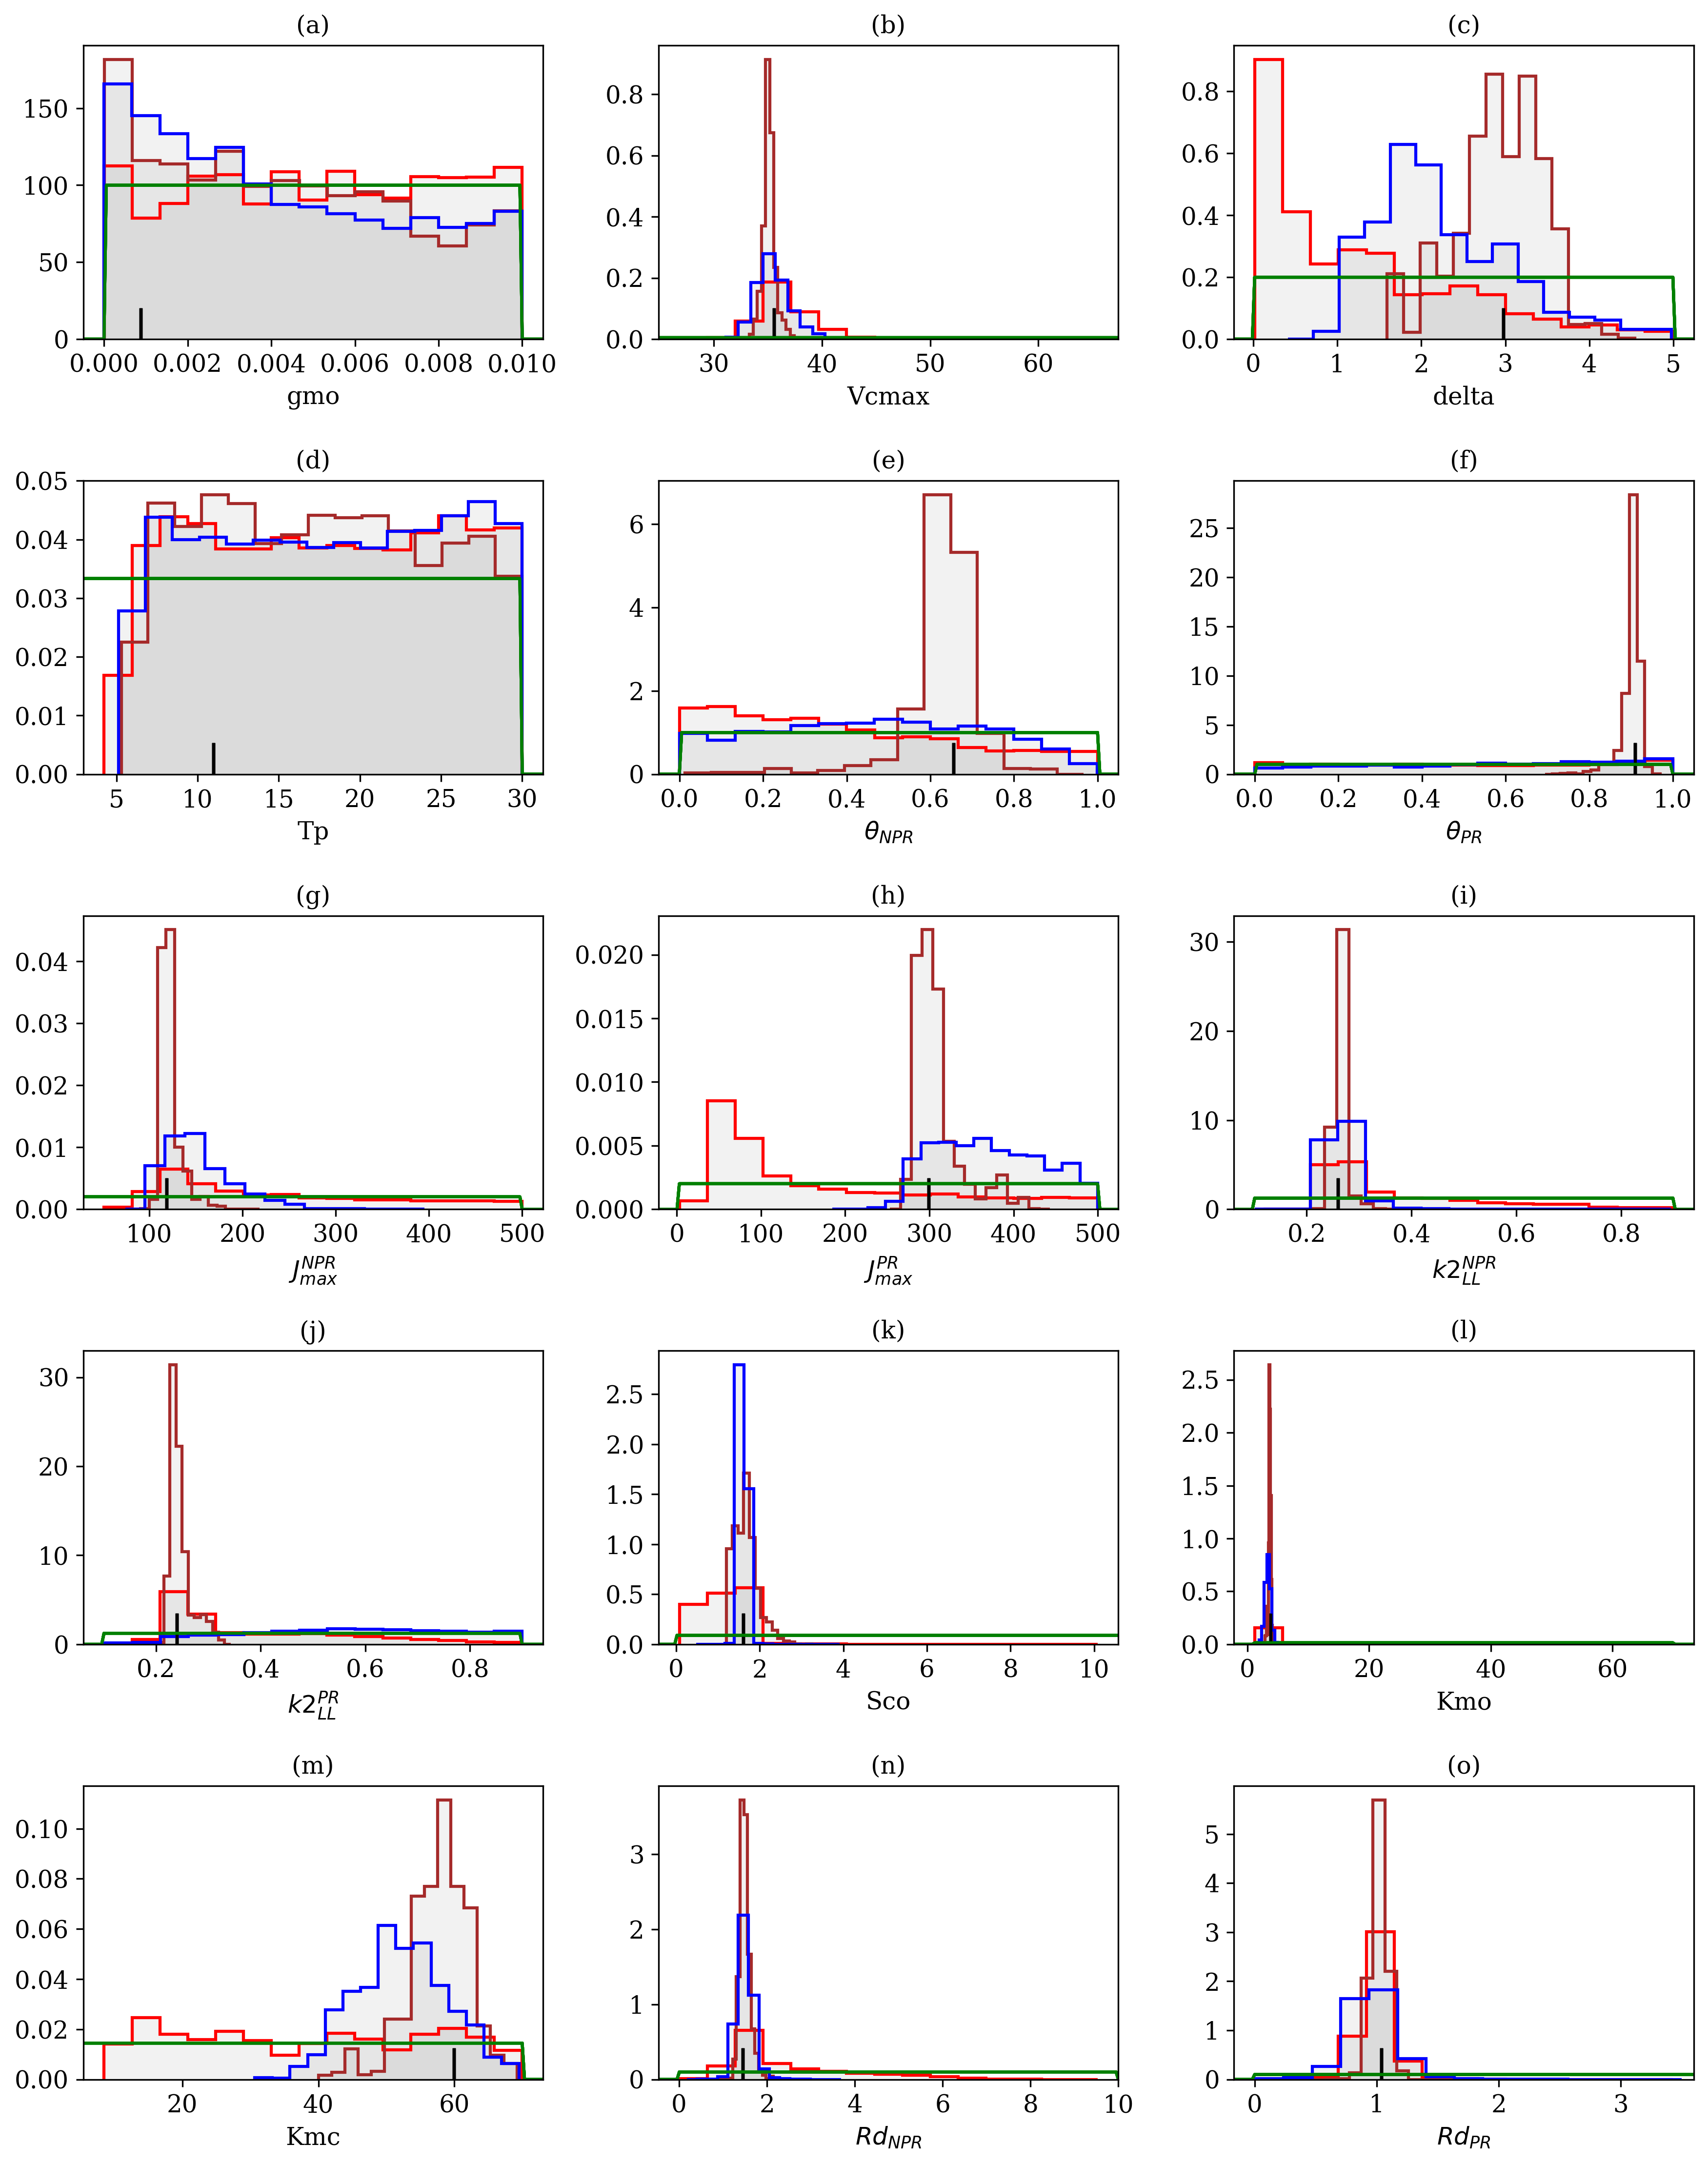 (a) (b) (c)
150 100 50 0
0.000 0.002 0.004 0.006 0.008 0.010
gmo
0.8 0.6 0.4 0.2 0.0
30 40 50 60
Vcmax
0.8 0.6 0.4 0.2 0.0
0 1 2 3 4 5
delta
(d) (e) (f)
0.05 0.04 0.03 0.02 0.01 0.00
5 10 15 20 25 30
Tp
6 4 2 0
0.0 0.2 0.4 0.6 0.8 1.0
θ_NPR
25 20 15 10 5 0
0.0 0.2 0.4 0.6 0.8 1.0
θ_PR
(g) (h) (i)
0.04 0.03 0.02 0.01 0.00
100 200 300 400 500
J_max^NPR
0.020 0.015 0.010 0.005 0.000
0 100 200 300 400 500
J_max^PR
30 20 10 0
0.2 0.4 0.6 0.8
k2_LL^NPR
(j) (k) (l)
30 20 10 0
0.2 0.4 0.6 0.8
k2_LL^PR
2.5 2.0 1.5 1.0 0.5 0.0
0 2 4 6 8 10
Sco
2.5 2.0 1.5 1.0 0.5 0.0
0 20 40 60
Kmo
(m) (n) (o)
0.10 0.08 0.06 0.04 0.02 0.00
20 40 60
Kmc
3 2 1 0
0 2 4 6 8 10
Rd_NPR
5 4 3 2 1 0
0 1 2 3
Rd_PR